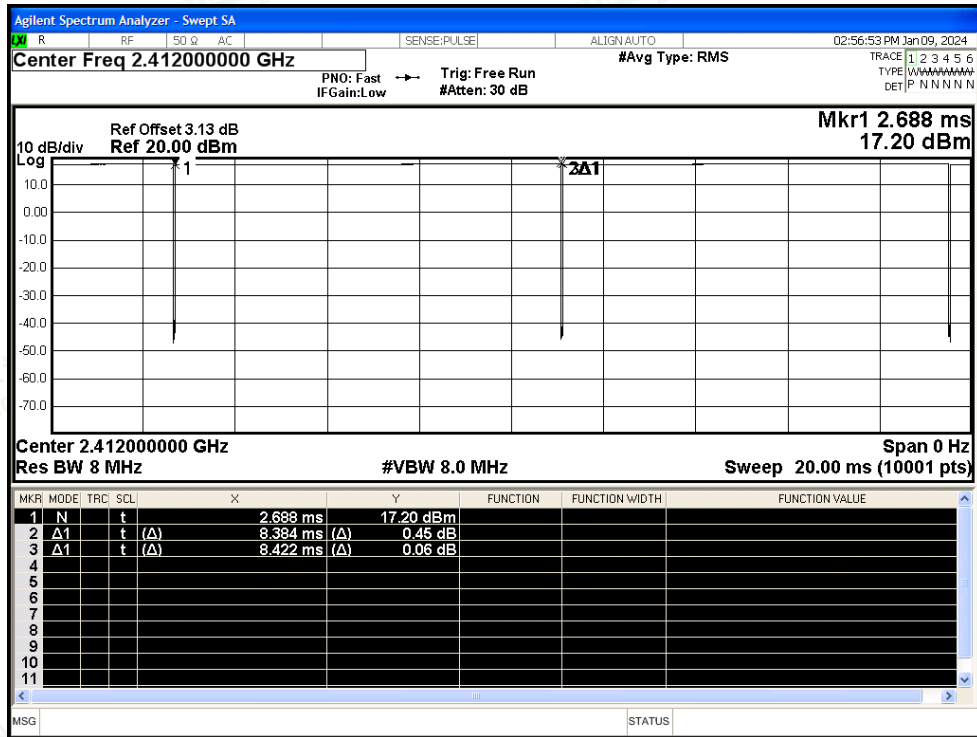 Agilent Spectrum Analyzer - Swept SA
LXI R RF 50 Ω AC SENSE:PULSE ALIGN AUTO 02:56:53 PM Jan 09, 2024
Center Freq 2.412000000 GHz
PNO: Fast
IFGain:Low
Trig: Free Run
#Atten: 30 dB
#Avg Type: RMS
TRACE 1 2 3 4 5 6
TYPE WWWWWW
DET P N N N N N
Mkr1 2.688 ms
17.20 dBm
Ref Offset 3.13 dB
10 dB/div Ref 20.00 dBm
Log
1
3Δ1
10.0
0.00
-10.0
-20.0
-30.0
-40.0
-50.0
-60.0
-70.0
Center 2.412000000 GHz Span 0 Hz
Res BW 8 MHz #VBW 8.0 MHz Sweep 20.00 ms (10001 pts)
MKR MODE TRC SCL X Y FUNCTION FUNCTION WIDTH FUNCTION VALUE
1 N t 2.688 ms 17.20 dBm
2 Δ1 t (Δ) 8.384 ms (Δ) 0.45 dB
3 Δ1 t (Δ) 8.422 ms (Δ) 0.06 dB
4
5
6
7
8
9
10
11
MSG STATUS